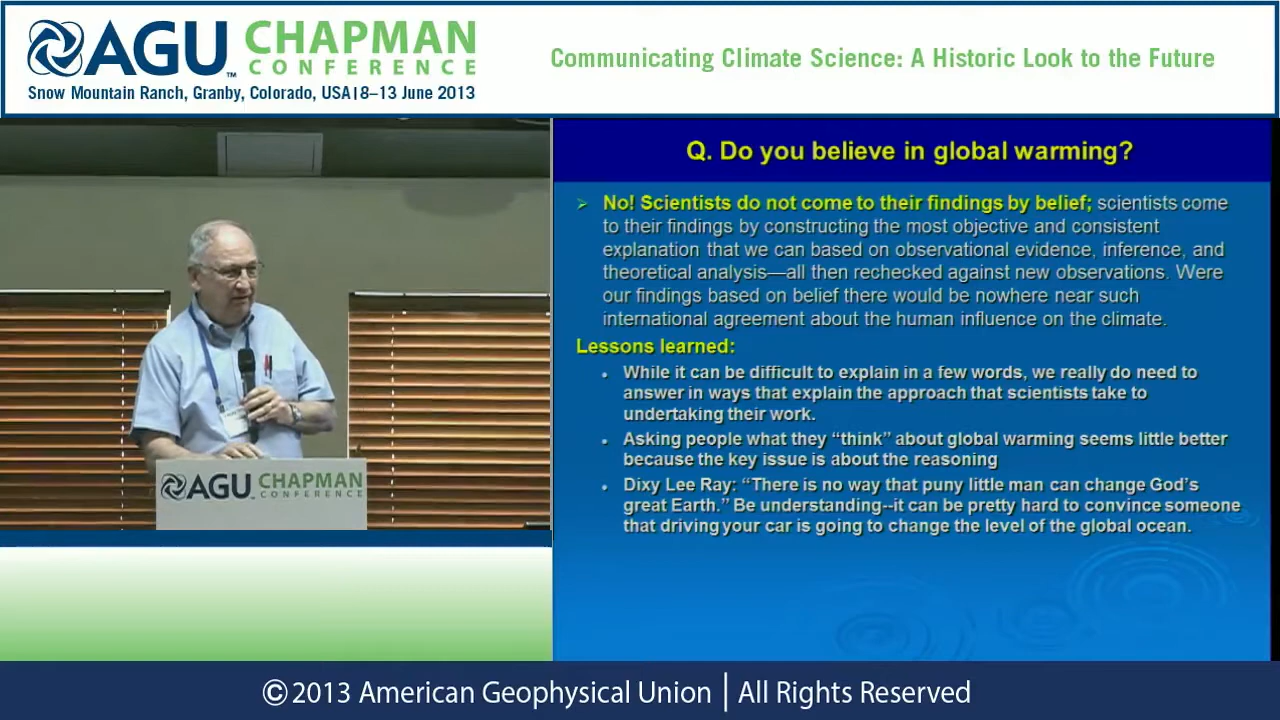 AGU™ CHAPMAN
CONFERENCE
Snow Mountain Ranch, Granby, Colorado, USA|8–13 June 2013
Communicating Climate Science: A Historic Look to the Future
Q. Do you believe in global warming?
➢ No! Scientists do not come to their findings by belief; scientists come
to their findings by constructing the most objective and consistent
explanation that we can based on observational evidence, inference, and
theoretical analysis—all then rechecked against new observations. Were
our findings based on belief there would be nowhere near such
international agreement about the human influence on the climate.
Lessons learned:
• While it can be difficult to explain in a few words, we really do need to
answer in ways that explain the approach that scientists take to
undertaking their work.
• Asking people what they “think” about global warming seems little better
because the key issue is about the reasoning
• Dixy Lee Ray: “There is no way that puny little man can change God’s
great Earth.” Be understanding--it can be pretty hard to convince someone
that driving your car is going to change the level of the global ocean.
AGU CHAPMAN
CONFERENCE
©2013 American Geophysical Union | All Rights Reserved